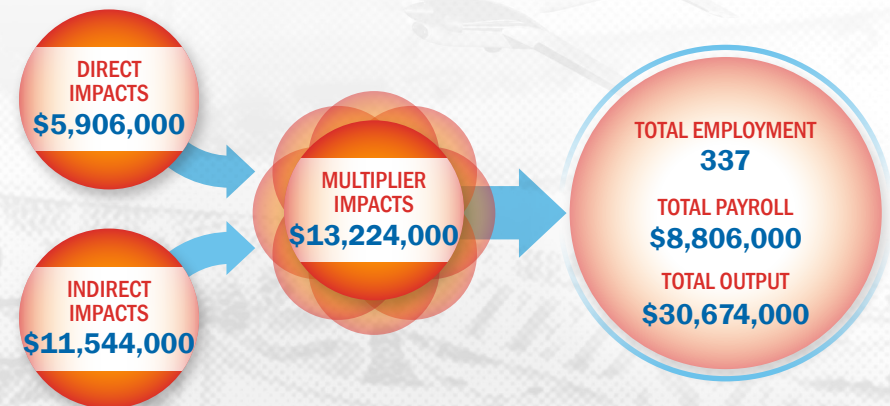 DIRECT
IMPACTS
$5,906,000
INDIRECT
IMPACTS
$11,544,000
MULTIPLIER
IMPACTS
$13,224,000
TOTAL EMPLOYMENT
337
TOTAL PAYROLL
$8,806,000
TOTAL OUTPUT
$30,674,000